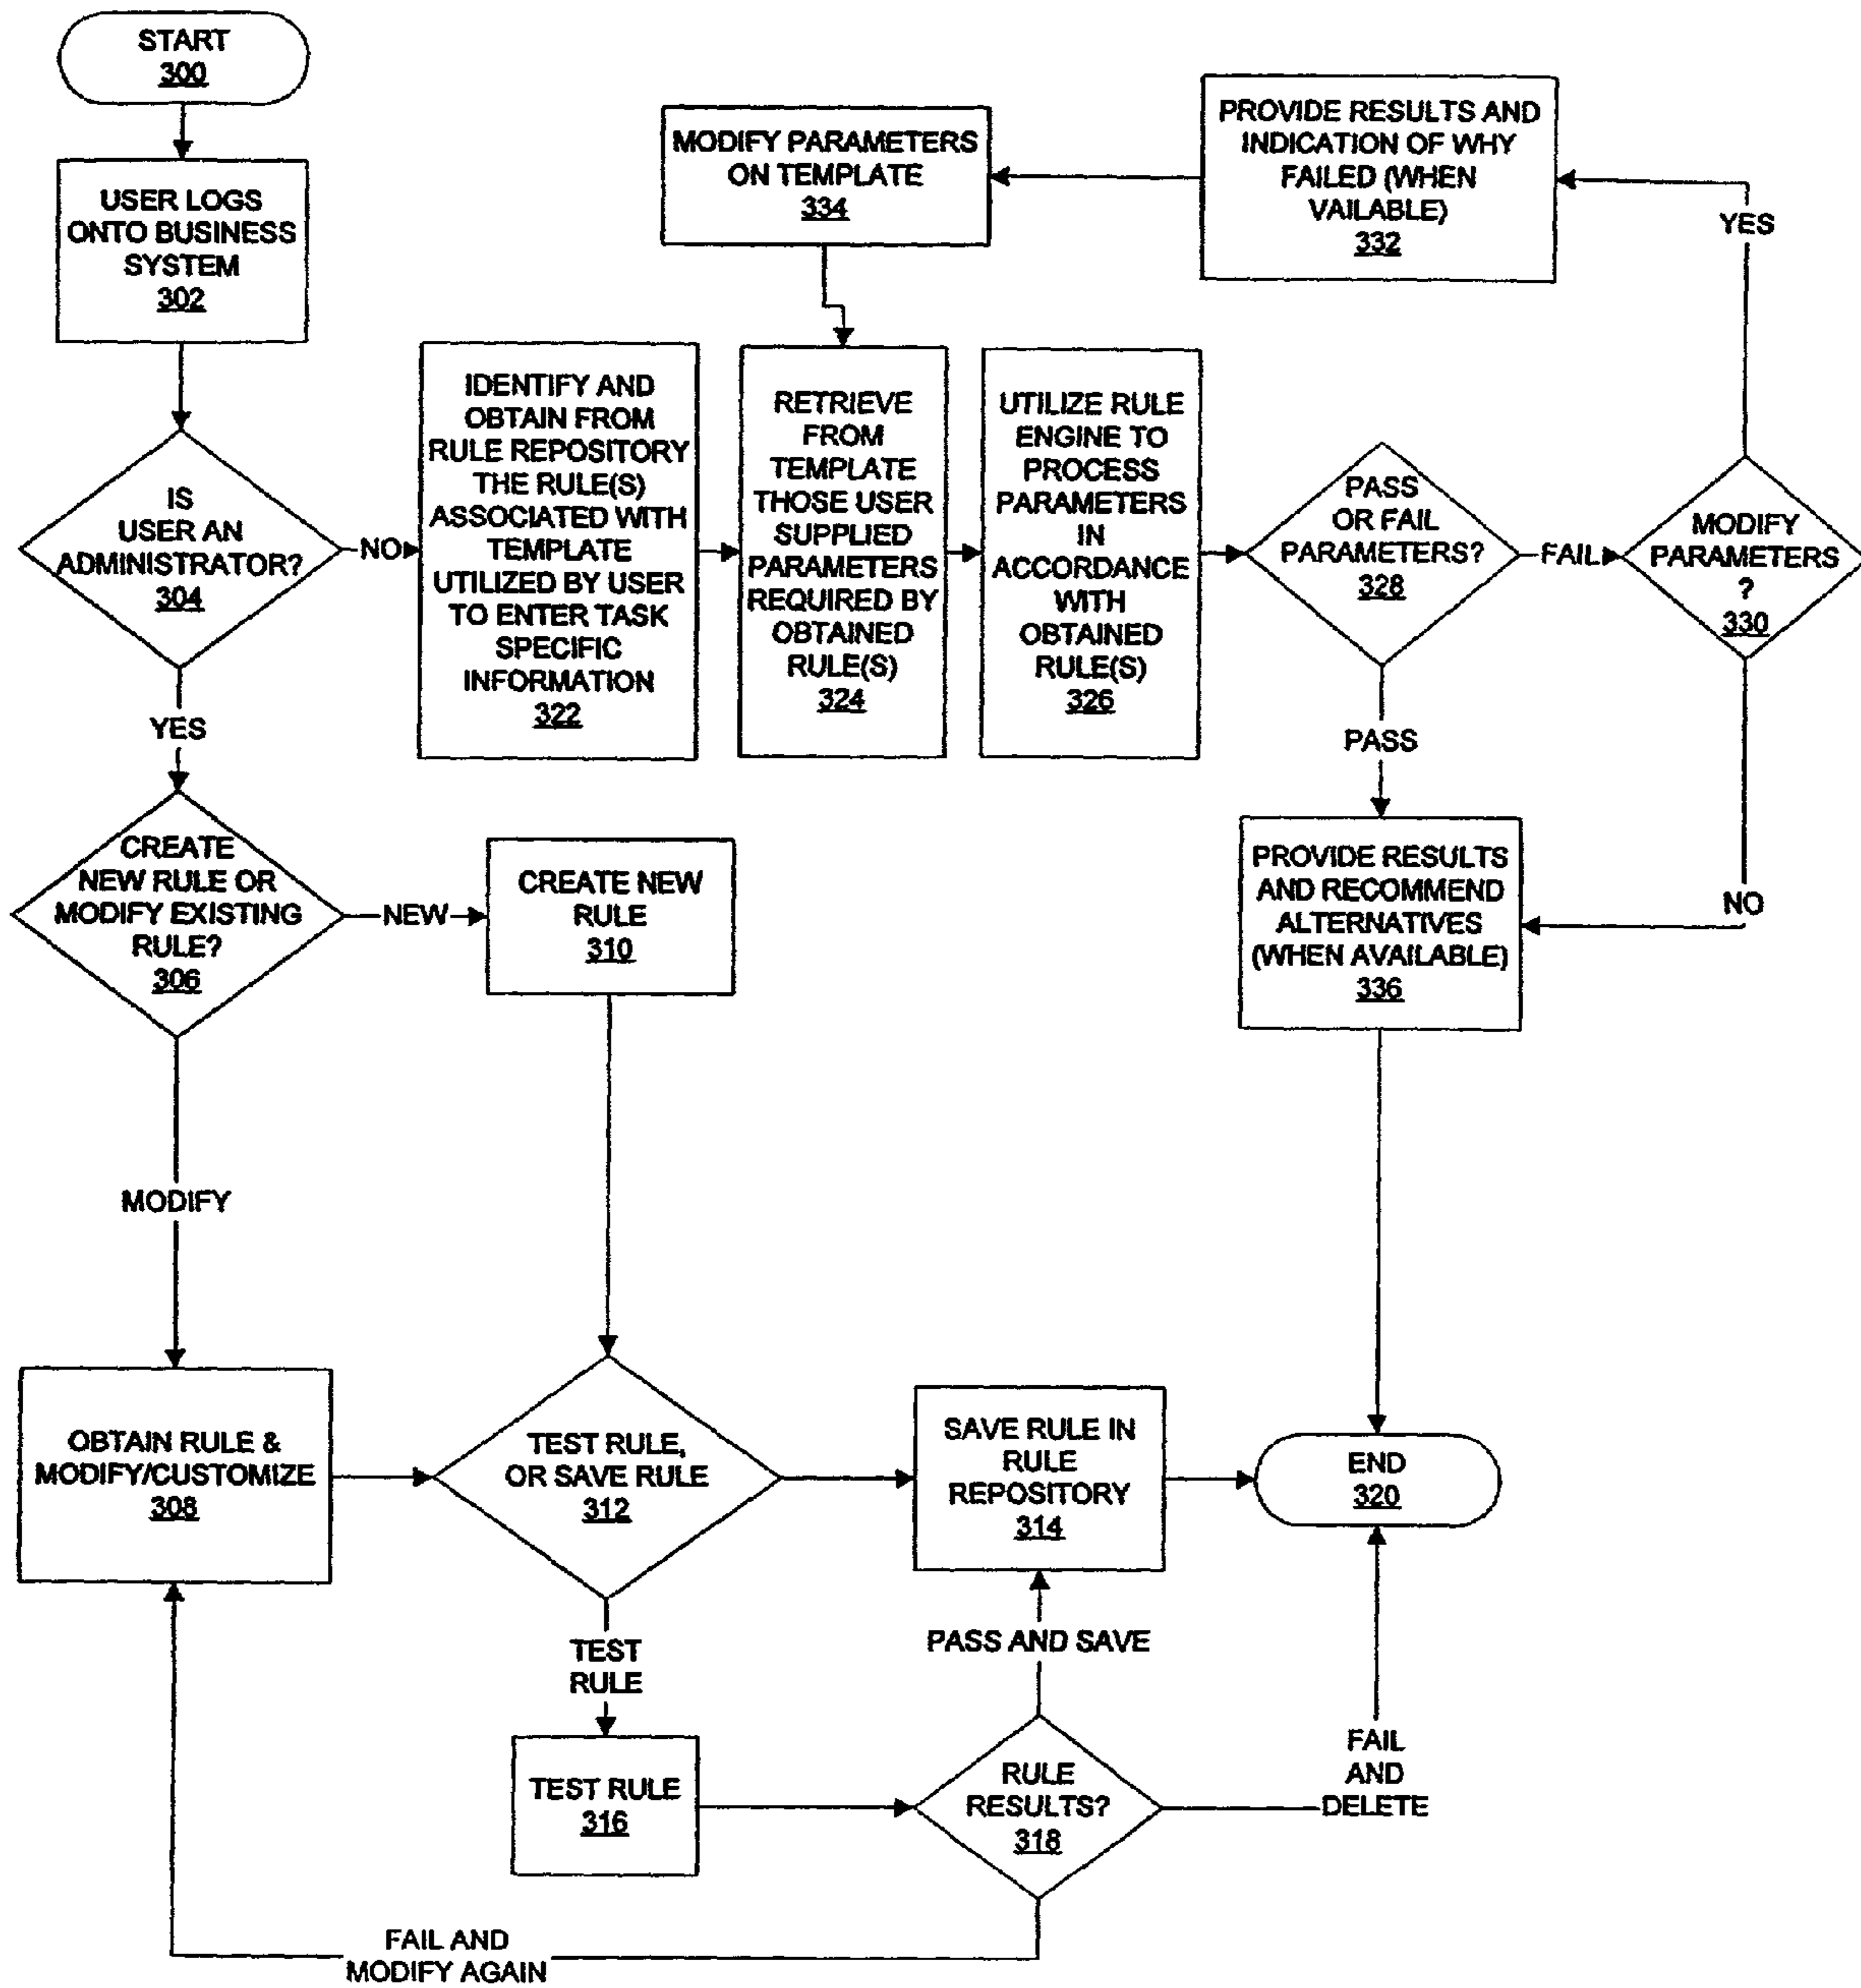 START
300
USER LOGS
ONTO BUSINESS
SYSTEM
302
IS
USER AN
ADMINISTRATOR?
304
NO
YES
IDENTIFY AND
OBTAIN FROM
RULE REPOSITORY
THE RULE(S)
ASSOCIATED WITH
TEMPLATE
UTILIZED BY USER
TO ENTER TASK
SPECIFIC
INFORMATION
322
RETRIEVE
FROM
TEMPLATE
THOSE USER
SUPPLIED
PARAMETERS
REQUIRED BY
OBTAINED
RULE(S)
324
UTILIZE RULE
ENGINE TO
PROCESS
PARAMETERS
IN
ACCORDANCE
WITH
OBTAINED
RULE(S)
326
PASS
OR FAIL
PARAMETERS?
328
FAIL
PASS
MODIFY
PARAMETERS
?
330
YES
NO
PROVIDE RESULTS AND
INDICATION OF WHY
FAILED (WHEN
VAILABLE)
332
MODIFY PARAMETERS
ON TEMPLATE
334
PROVIDE RESULTS
AND RECOMMEND
ALTERNATIVES
(WHEN AVAILABLE)
336
CREATE
NEW RULE OR
MODIFY EXISTING
RULE?
306
NEW
MODIFY
CREATE NEW
RULE
310
OBTAIN RULE &
MODIFY/CUSTOMIZE
308
TEST RULE,
OR SAVE RULE
312
SAVE RULE IN
RULE
REPOSITORY
314
END
320
TEST
RULE
TEST RULE
316
RULE
RESULTS?
318
PASS AND SAVE
FAIL
AND
DELETE
FAIL AND
MODIFY AGAIN